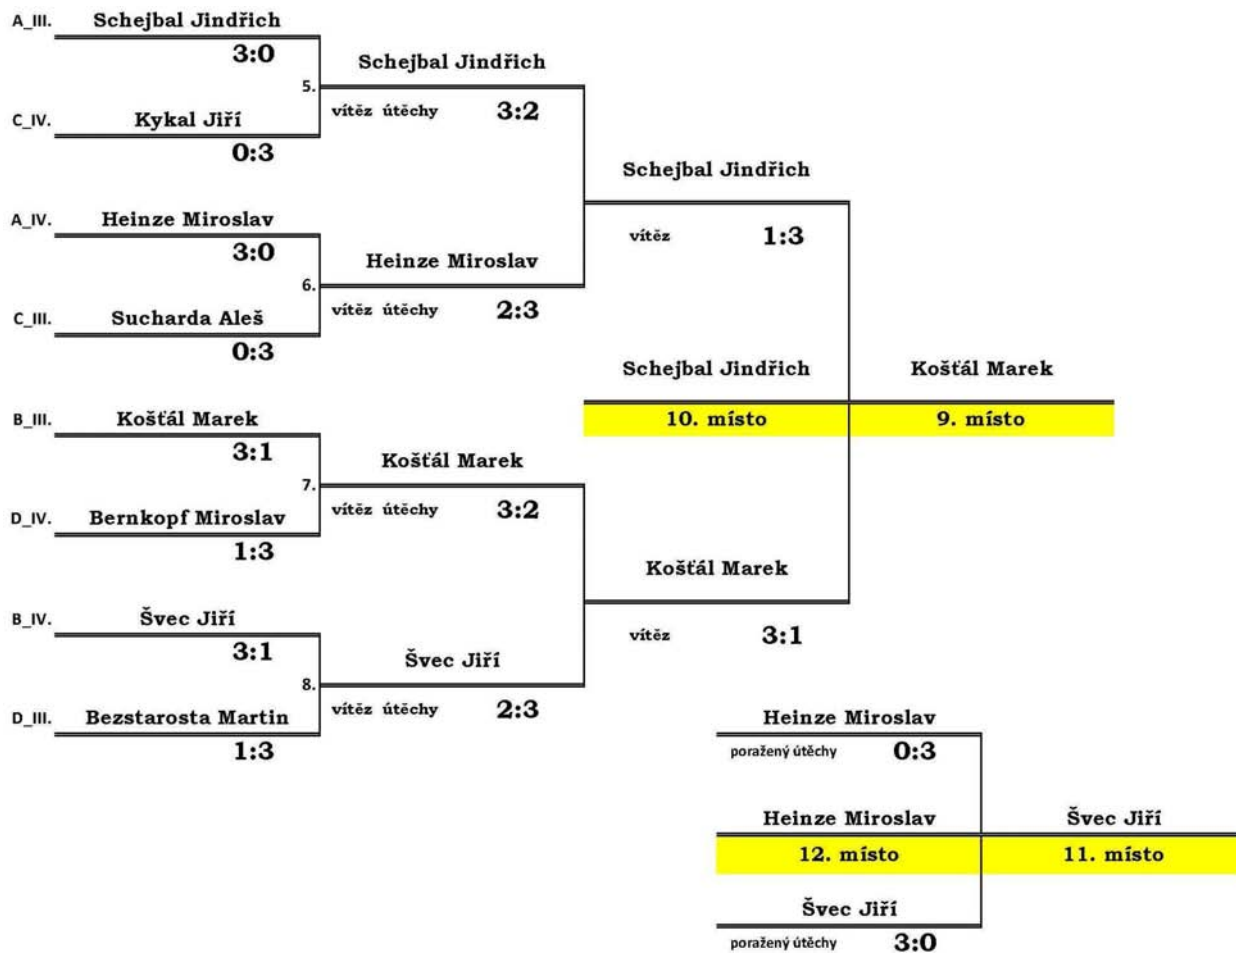 A_III. Schejbal Jindřich
3:0
5. Schejbal Jindřich
vítěz útěchy 3:2
C_IV. Kykal Jiří
0:3
Schejbal Jindřich
vítěz 1:3
A_IV. Heinze Miroslav
3:0
6. Heinze Miroslav
vítěz útěchy 2:3
C_III. Sucharda Aleš
0:3
Schejbal Jindřich Košťál Marek
10. místo 9. místo
B_III. Košťál Marek
3:1
7. Košťál Marek
vítěz útěchy 3:2
D_IV. Bernkopf Miroslav
1:3
Košťál Marek
vítěz 3:1
B_IV. Švec Jiří
3:1
8. Švec Jiří
vítěz útěchy 2:3
D_III. Bezstarosta Martin
1:3
Heinze Miroslav
poražený útěchy 0:3
Heinze Miroslav Švec Jiří
12. místo 11. místo
Švec Jiří
poražený útěchy 3:0